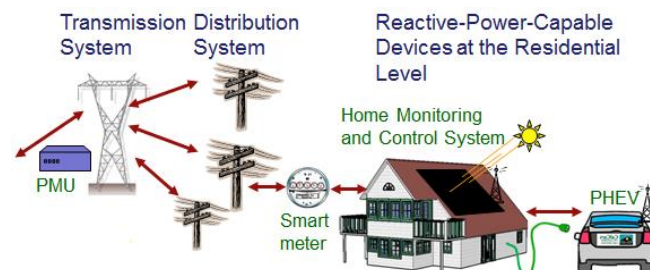 Transmission
System
Distribution
System
Reactive-Power-Capable
Devices at the Residential
Level
Home Monitoring
and Control System
PMU
Smart
meter
PHEV